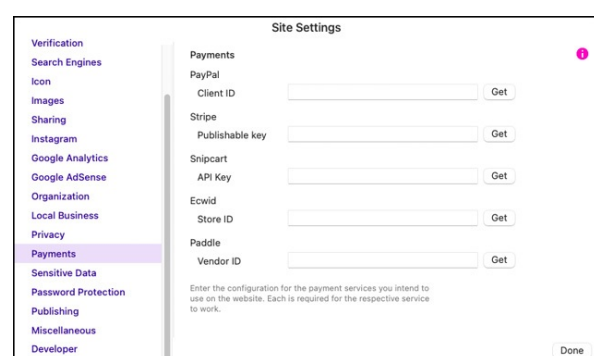 Site Settings
Verification
Search Engines
Icon
Images
Sharing
Instagram
Google Analytics
Google AdSense
Organization
Local Business
Privacy
Payments
Sensitive Data
Password Protection
Publishing
Miscellaneous
Developer
Payments
PayPal
Client ID Get
Stripe
Publishable key Get
Snipcart
API Key Get
Ecwid
Store ID Get
Paddle
Vendor ID Get
Enter the configuration for the payment services you intend to
use on the website. Each is required for the respective service
to work.
Done